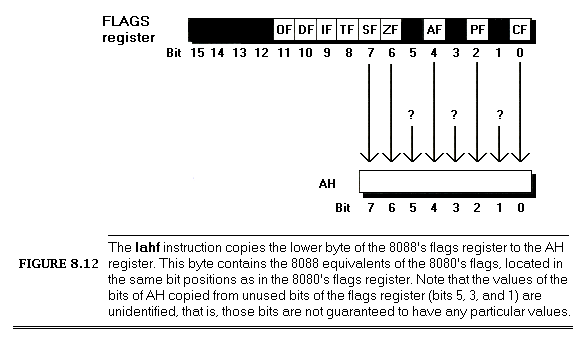 FLAGS
register
OF DF IF TF SF ZF AF PF CF
Bit 15 14 13 12 11 10 9 8 7 6 5 4 3 2 1 0
? ? ?
AH
Bit 7 6 5 4 3 2 1 0
The lahf instruction copies the lower byte of the 8088's flags register to the AH
FIGURE 8.12 register. This byte contains the 8088 equivalents of the 8080's flags, located in
the same bit positions as in the 8080's flags register. Note that the values of the
bits of AH copied from unused bits of the flags register (bits 5, 3, and 1) are
unidentified, that is, those bits are not guaranteed to have any particular values.